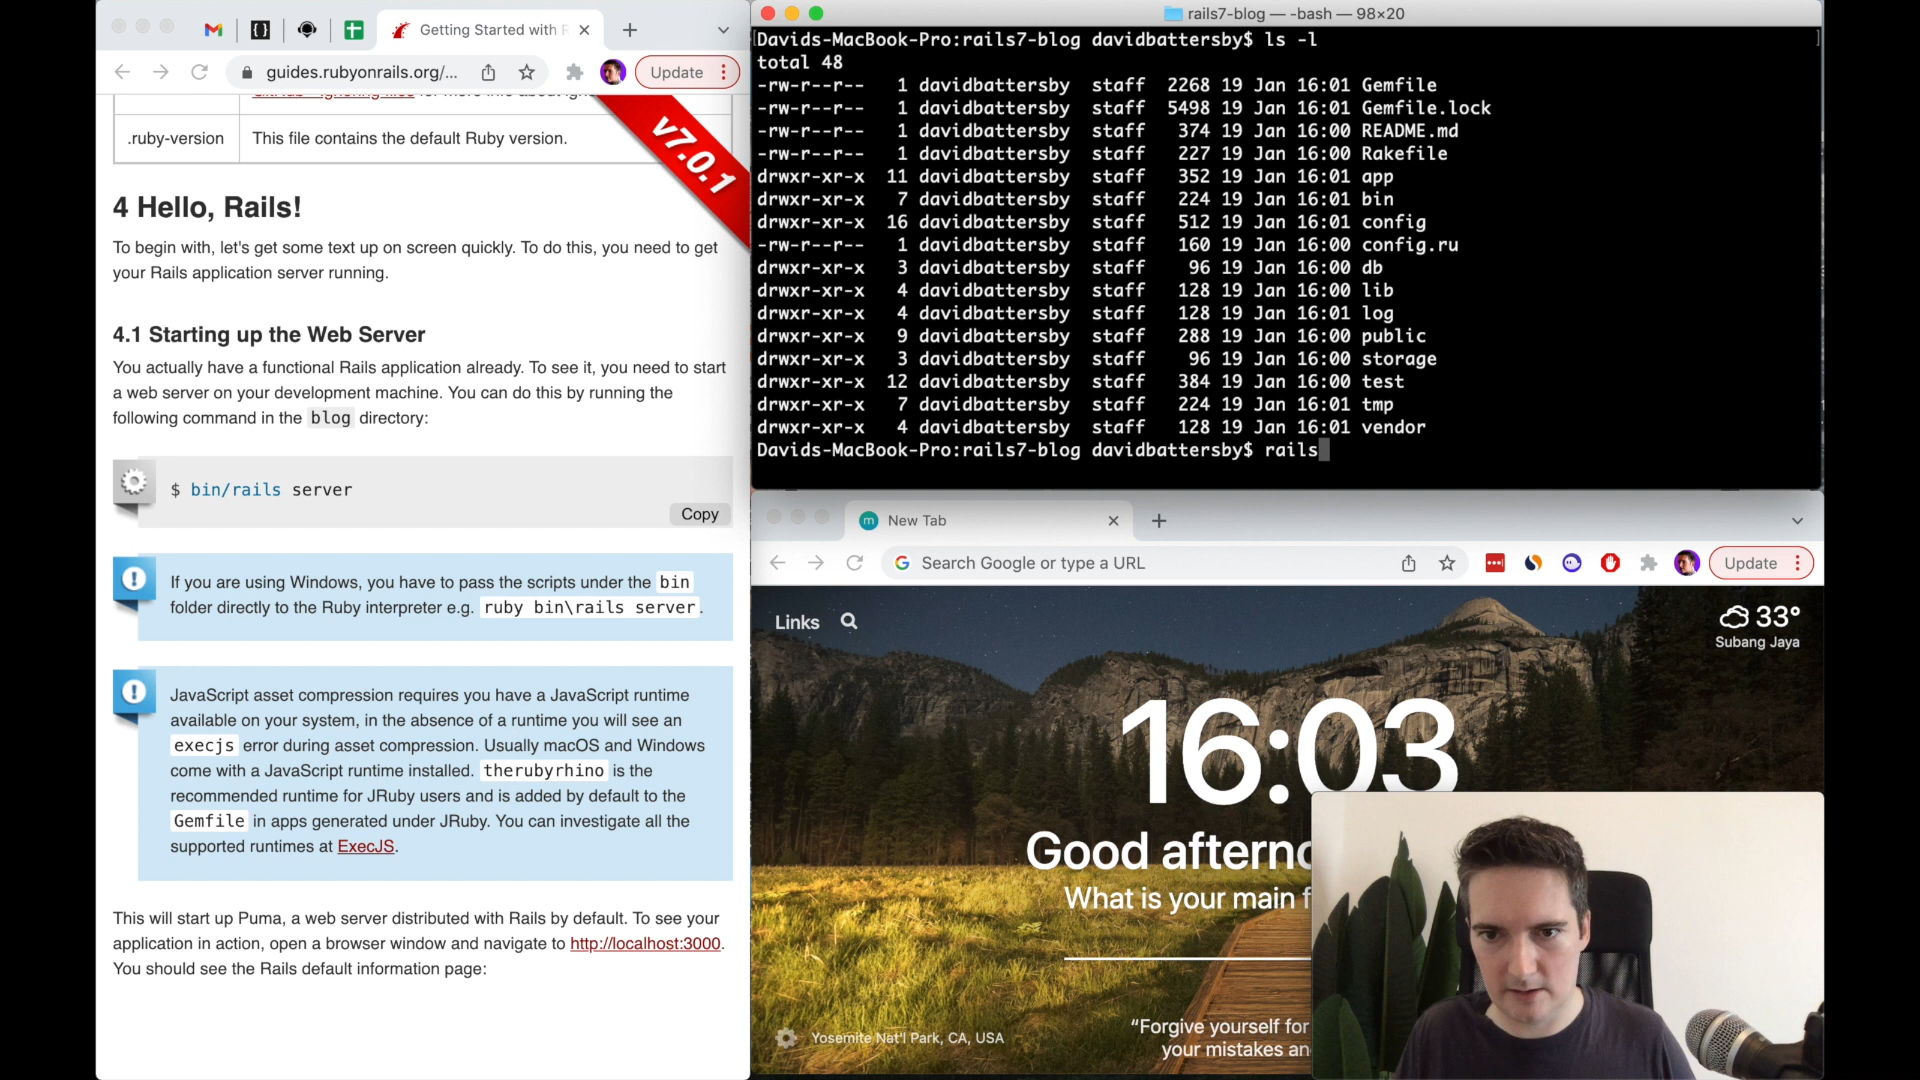 Getting Started with R
guides.rubyonrails.org/...
Update
GitHub - Ignoring files for more info about
.ruby-version
This file contains the default Ruby version.
v7.0.1
4 Hello, Rails!
To begin with, let's get some text up on screen quickly. To do this, you need to get
your Rails application server running.
4.1 Starting up the Web Server
You actually have a functional Rails application already. To see it, you need to start
a web server on your development machine. You can do this by running the
following command in the blog directory:
$ bin/rails server
Copy
If you are using Windows, you have to pass the scripts under the bin
folder directly to the Ruby interpreter e.g. ruby bin\rails server.
JavaScript asset compression requires you have a JavaScript runtime
available on your system, in the absence of a runtime you will see an
execjs error during asset compression. Usually macOS and Windows
come with a JavaScript runtime installed. therubyrhino is the
recommended runtime for JRuby users and is added by default to the
Gemfile in apps generated under JRuby. You can investigate all the
supported runtimes at ExecJS.
This will start up Puma, a web server distributed with Rails by default. To see your
application in action, open a browser window and navigate to http://localhost:3000.
You should see the Rails default information page:
rails7-blog — -bash — 98×20
[Davids-MacBook-Pro:rails7-blog davidbattersby$ ls -l ]
total 48
-rw-r--r-- 1 davidbattersby staff 2268 19 Jan 16:01 Gemfile
-rw-r--r-- 1 davidbattersby staff 5498 19 Jan 16:01 Gemfile.lock
-rw-r--r-- 1 davidbattersby staff 374 19 Jan 16:00 README.md
-rw-r--r-- 1 davidbattersby staff 227 19 Jan 16:00 Rakefile
drwxr-xr-x 11 davidbattersby staff 352 19 Jan 16:01 app
drwxr-xr-x 7 davidbattersby staff 224 19 Jan 16:01 bin
drwxr-xr-x 16 davidbattersby staff 512 19 Jan 16:01 config
-rw-r--r-- 1 davidbattersby staff 160 19 Jan 16:00 config.ru
drwxr-xr-x 3 davidbattersby staff 96 19 Jan 16:00 db
drwxr-xr-x 4 davidbattersby staff 128 19 Jan 16:00 lib
drwxr-xr-x 4 davidbattersby staff 128 19 Jan 16:01 log
drwxr-xr-x 9 davidbattersby staff 288 19 Jan 16:00 public
drwxr-xr-x 3 davidbattersby staff 96 19 Jan 16:00 storage
drwxr-xr-x 12 davidbattersby staff 384 19 Jan 16:00 test
drwxr-xr-x 7 davidbattersby staff 224 19 Jan 16:01 tmp
drwxr-xr-x 4 davidbattersby staff 128 19 Jan 16:01 vendor
Davids-MacBook-Pro:rails7-blog davidbattersby$ rails
m New Tab
Search Google or type a URL
Update
Links
33°
Subang Jaya
16:03
Good afterno
What is your main f
Yosemite Nat'l Park, CA, USA
“Forgive yourself for
your mistakes an